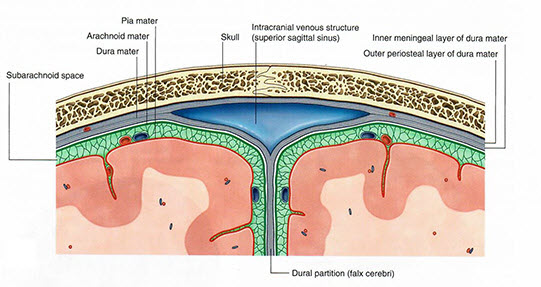 Pia mater
Arachnoid mater
Dura mater
Subarachnoid space
Skull
Intracranial venous structure
(superior sagittal sinus)
Inner meningeal layer of dura mater
Outer periosteal layer of dura mater
Dural partition (falx cerebri)